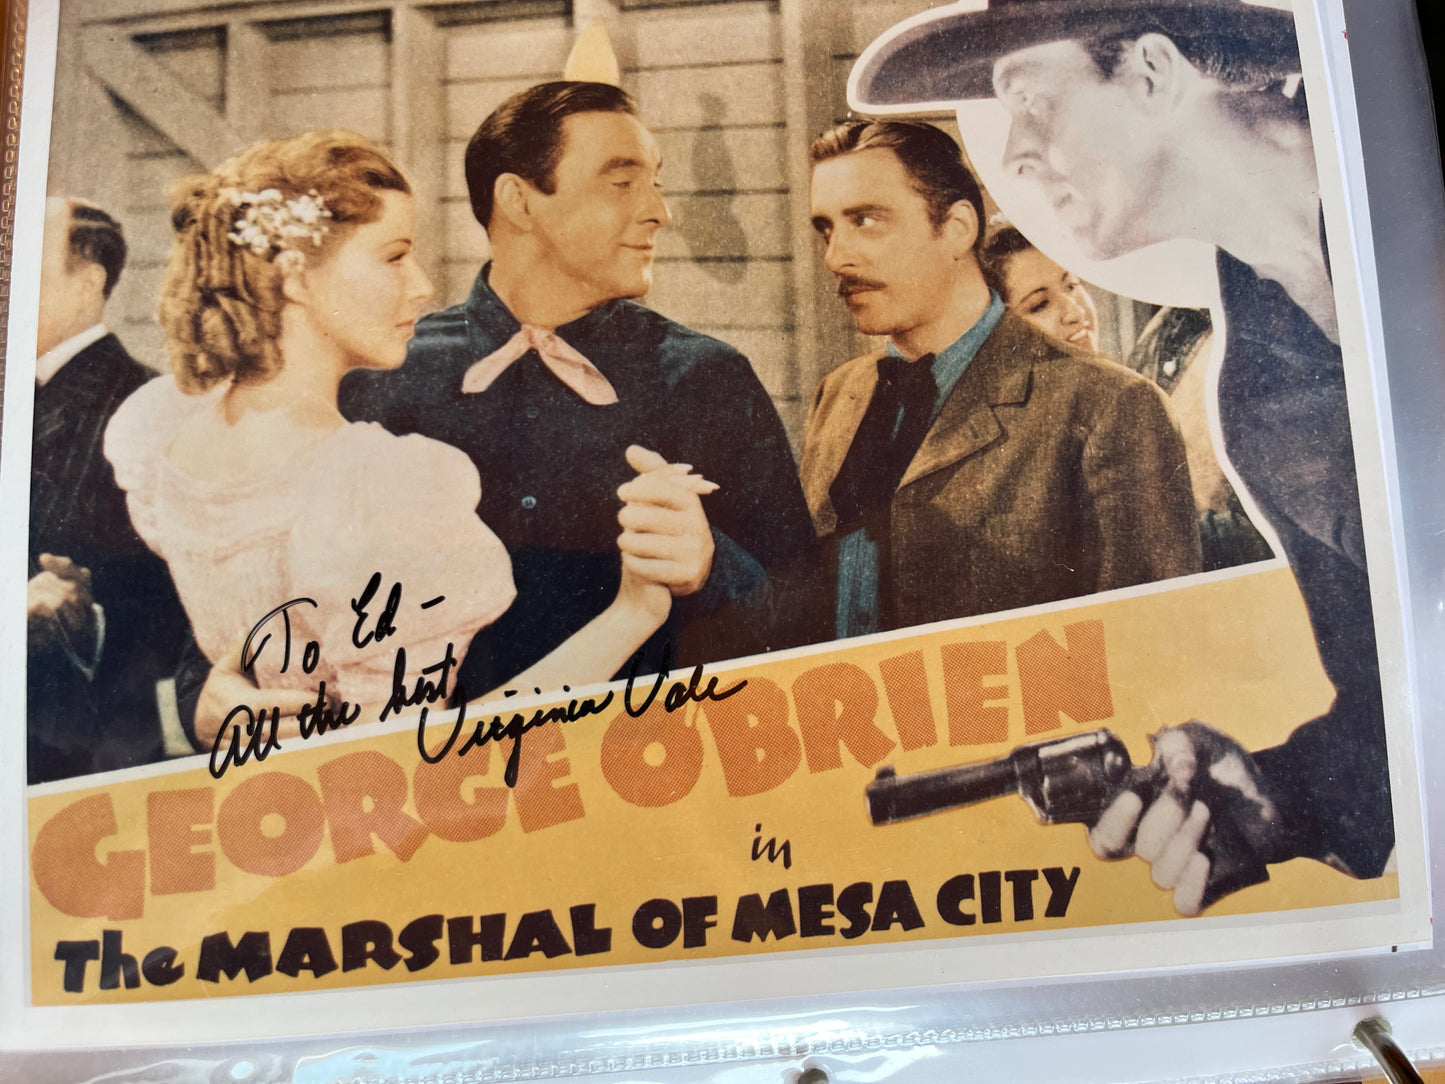 To Ed -
All the best,
Virginia Vale
GEORGE O'BRIEN
in
The MARSHAL OF MESA CITY